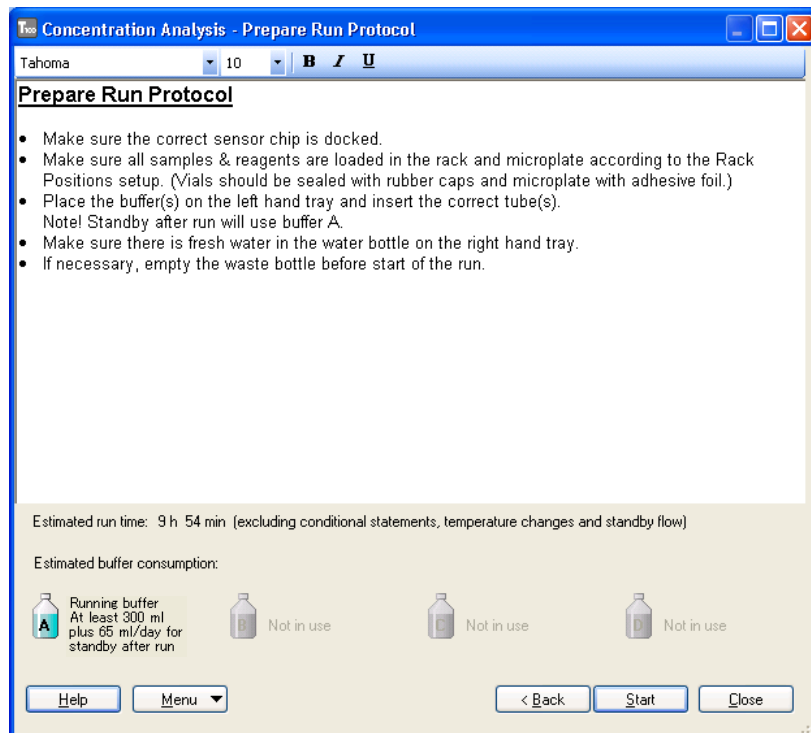 T100 Concentration Analysis - Prepare Run Protocol
Tahoma 10 B I U
Prepare Run Protocol
• Make sure the correct sensor chip is docked.
• Make sure all samples & reagents are loaded in the rack and microplate according to the Rack
Positions setup. (Vials should be sealed with rubber caps and microplate with adhesive foil.)
• Place the buffer(s) on the left hand tray and insert the correct tube(s).
Note! Standby after run will use buffer A.
• Make sure there is fresh water in the water bottle on the right hand tray.
• If necessary, empty the waste bottle before start of the run.
Estimated run time: 9 h 54 min (excluding conditional statements, temperature changes and standby flow)
Estimated buffer consumption:
A
Running buffer
At least 300 ml
plus 65 ml/day for
standby after run
B Not in use
C Not in use
D Not in use
Help Menu < Back Start Close